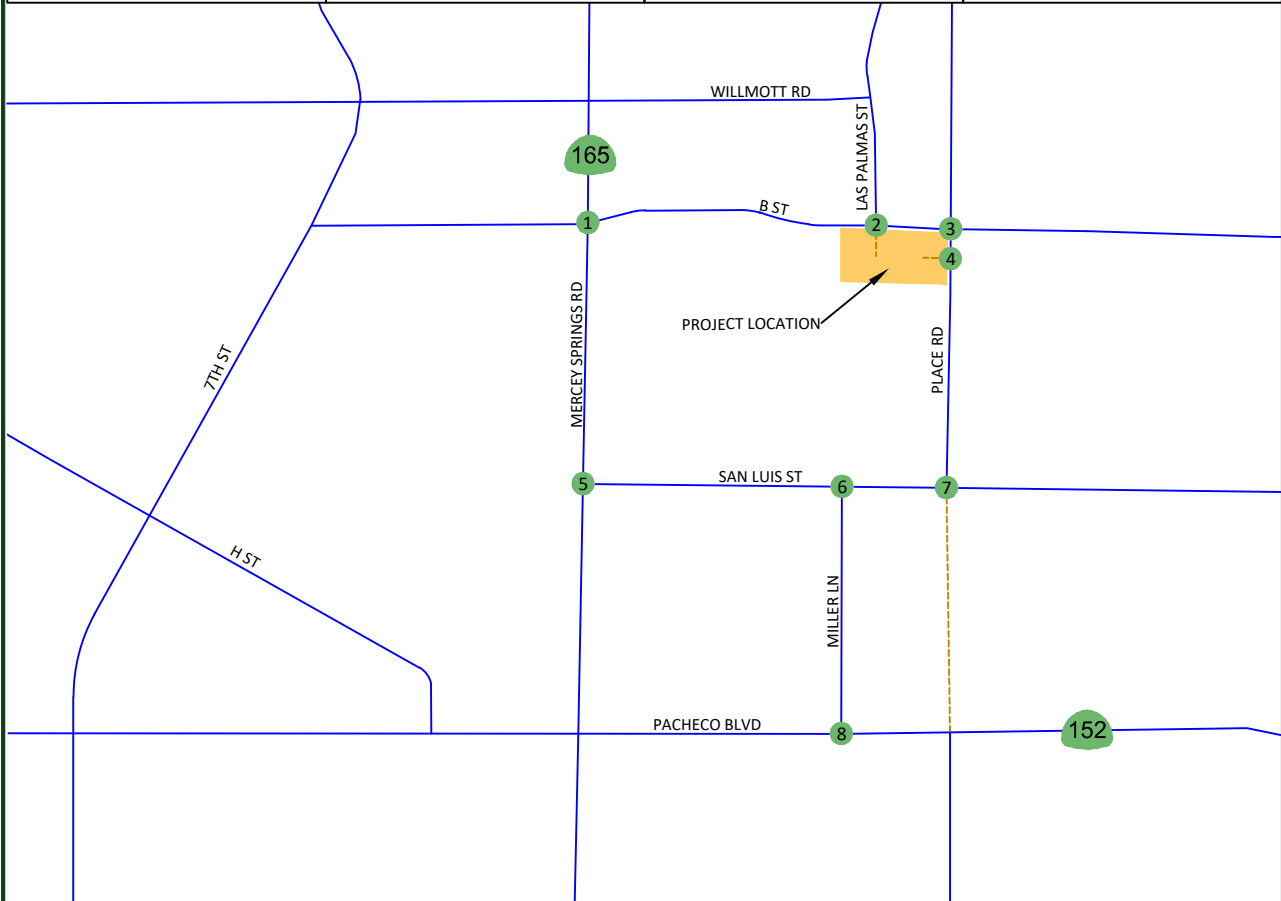 WILLMOTT RD
LAS PALMAS ST
165
B ST
1
2
3
4
PROJECT LOCATION
MERCEY SPRINGS RD
PLACE RD
7TH ST
SAN LUIS ST
5
6
7
H ST
MILLER LN
PACHECO BLVD
8
152